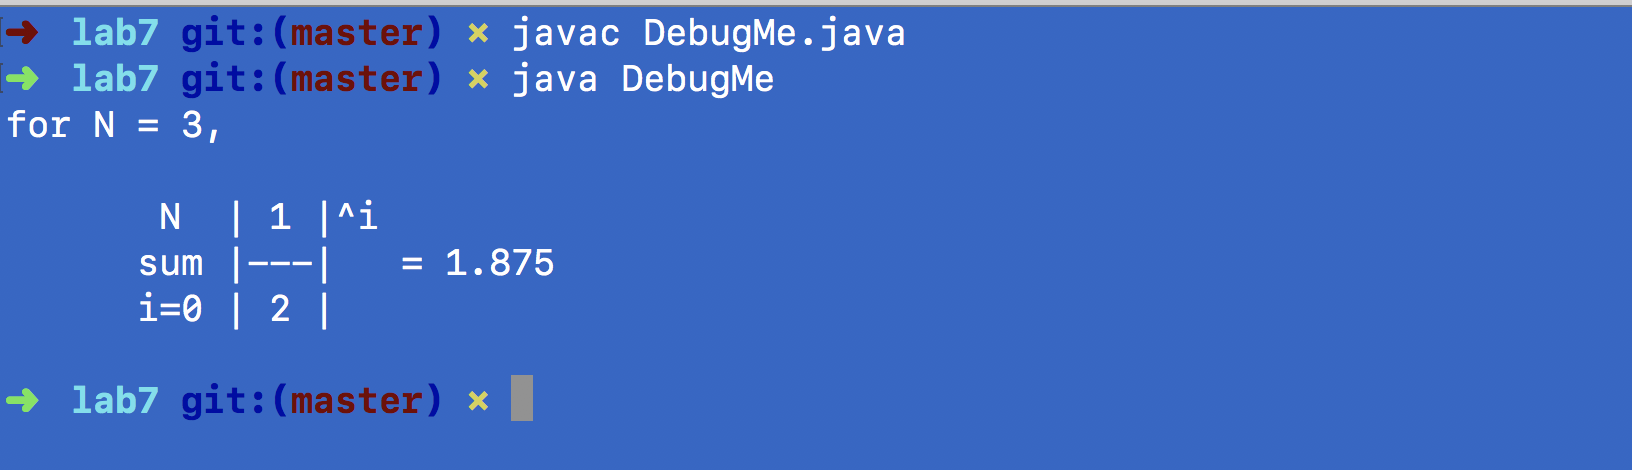 ➜ lab7 git:(master) × javac DebugMe.java
➜ lab7 git:(master) × java DebugMe
for N = 3,
N | 1 |^i
sum |---| = 1.875
i=0 | 2 |
➜ lab7 git:(master) ×